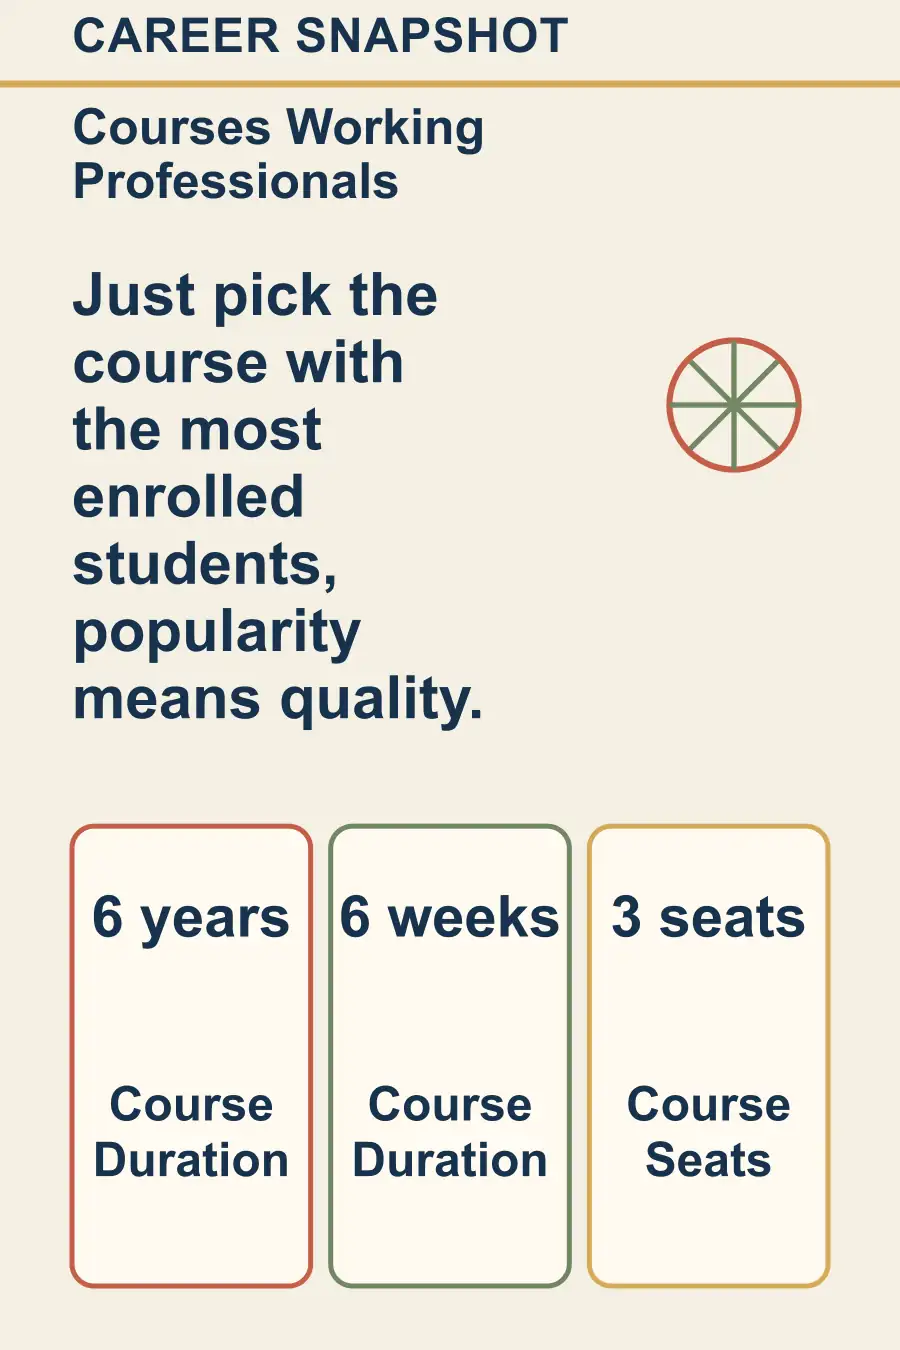 CAREER SNAPSHOT
Courses Working
Professionals
Just pick the
course with
the most
enrolled
students,
popularity
means quality.
6 years
Course
Duration
6 weeks
Course
Duration
3 seats
Course
Seats